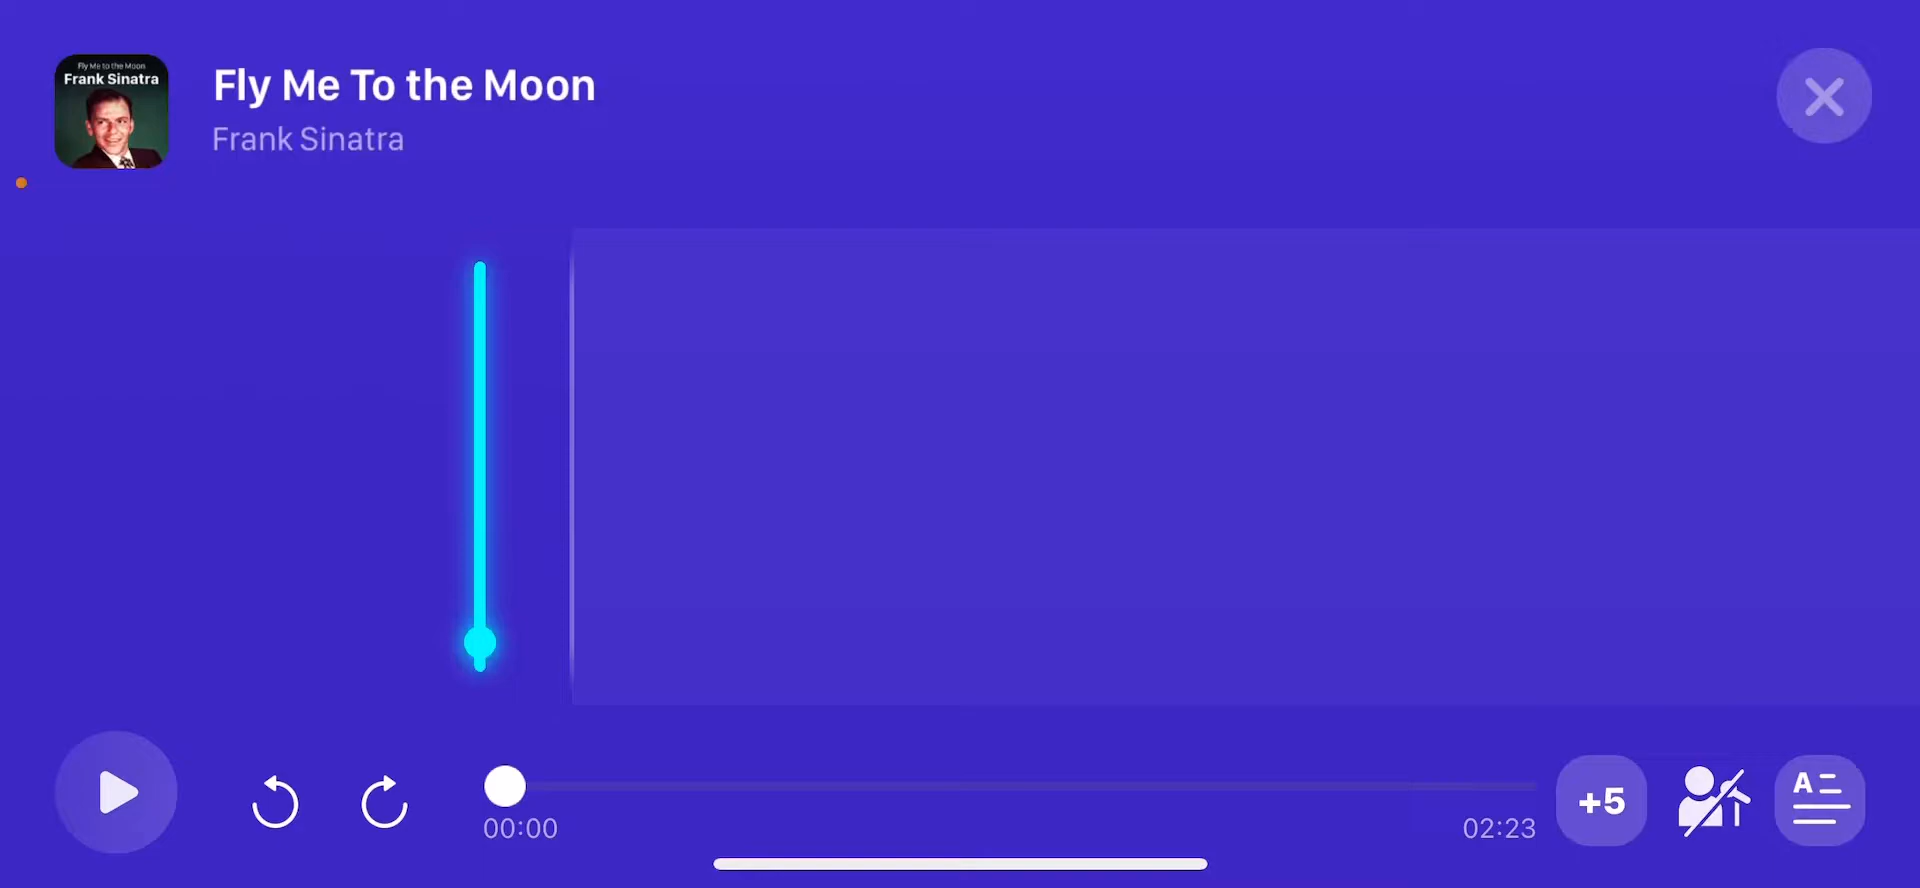 Fly Me to the Moon
Frank Sinatra
Fly Me To the Moon
Frank Sinatra
00:00
02:23
+5
A